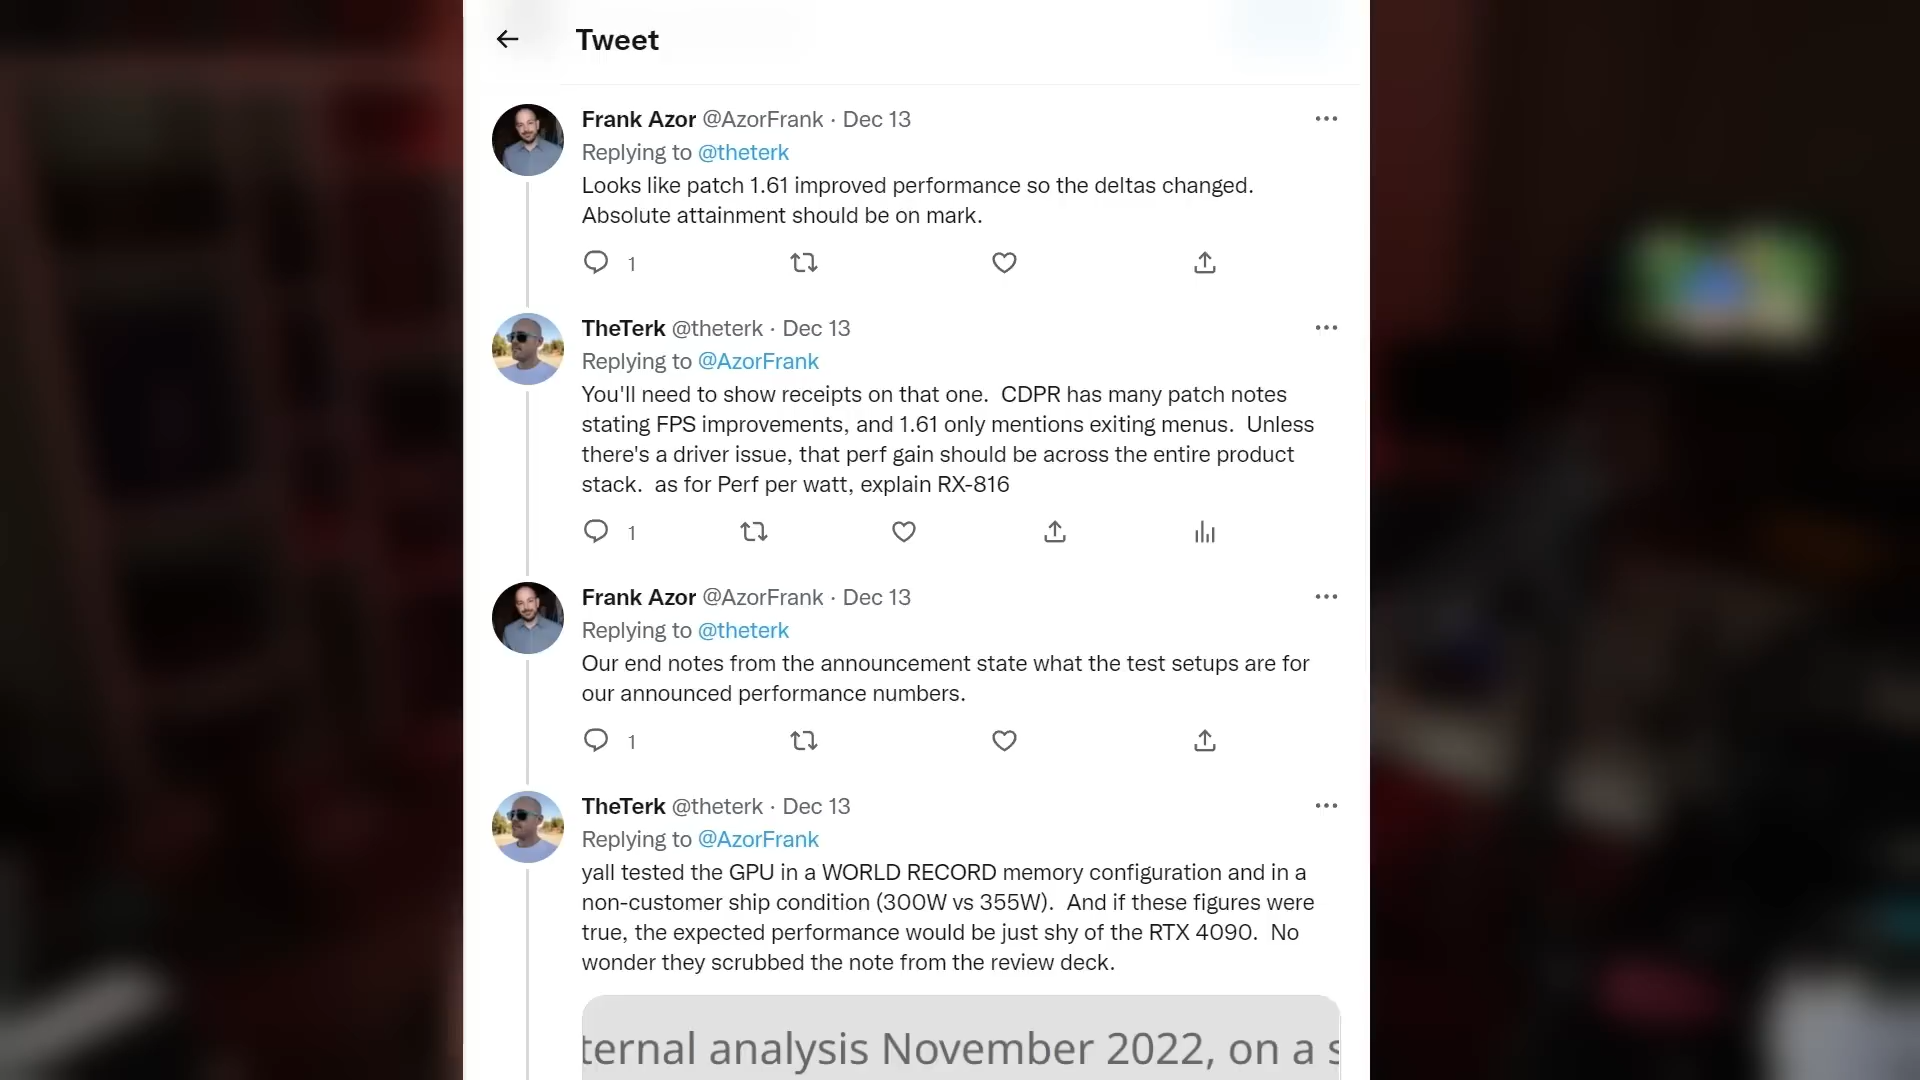 Tweet
Frank Azor @AzorFrank · Dec 13
Replying to @theterk
Looks like patch 1.61 improved performance so the deltas changed.
Absolute attainment should be on mark.
1
TheTerk @theterk · Dec 13
Replying to @AzorFrank
You'll need to show receipts on that one.  CDPR has many patch notes
stating FPS improvements, and 1.61 only mentions exiting menus.  Unless
there's a driver issue, that perf gain should be across the entire product
stack.  as for Perf per watt, explain RX-816
1
Frank Azor @AzorFrank · Dec 13
Replying to @theterk
Our end notes from the announcement state what the test setups are for
our announced performance numbers.
1
TheTerk @theterk · Dec 13
Replying to @AzorFrank
yall tested the GPU in a WORLD RECORD memory configuration and in a
non-customer ship condition (300W vs 355W).  And if these figures were
true, the expected performance would be just shy of the RTX 4090.  No
wonder they scrubbed the note from the review deck.
ternal analysis November 2022, on a s